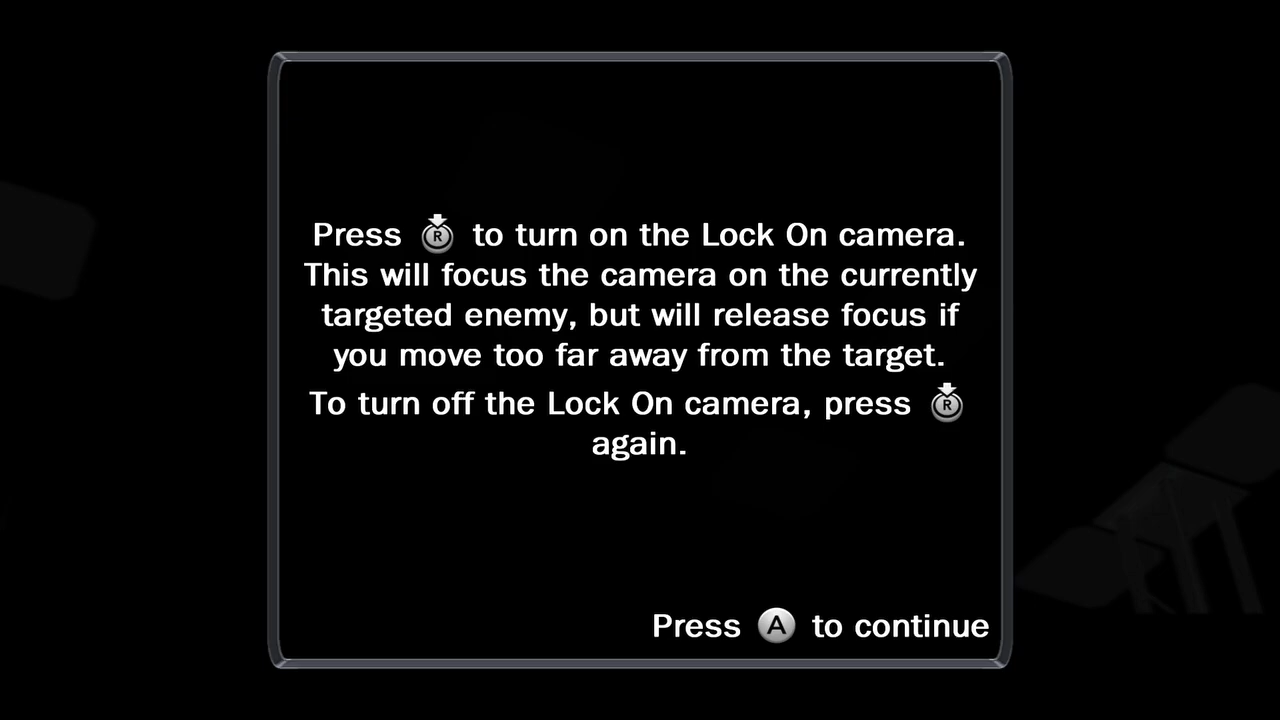 Press R to turn on the Lock On camera.
This will focus the camera on the currently
targeted enemy, but will release focus if
you move too far away from the target.
To turn off the Lock On camera, press R
again.
Press A to continue